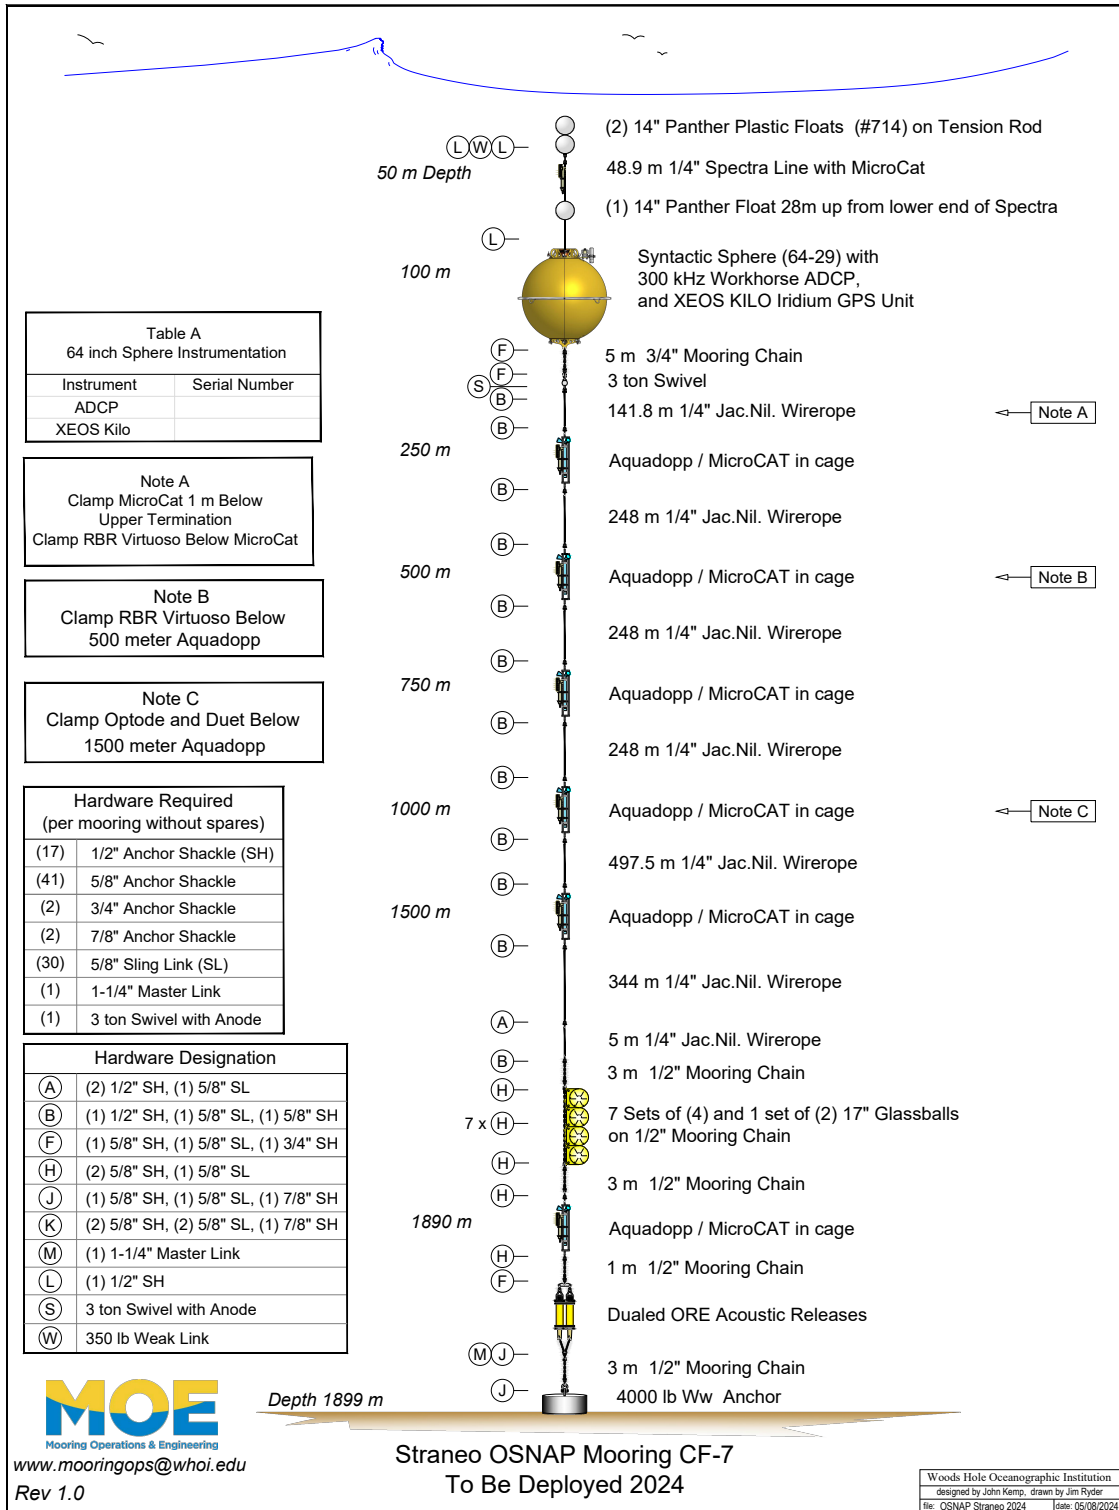 (2) 14" Panther Plastic Floats (#714) on Tension Rod
L W L
50 m Depth
48.9 m 1/4" Spectra Line with MicroCat
(1) 14" Panther Float 28m up from lower end of Spectra
L
100 m
Syntactic Sphere (64-29) with
300 kHz Workhorse ADCP,
and XEOS KILO Iridium GPS Unit
F
5 m 3/4" Mooring Chain
F
S
3 ton Swivel
B
141.8 m 1/4" Jac.Nil. Wirerope
Note A
B
250 m
Aquadopp / MicroCAT in cage
B
248 m 1/4" Jac.Nil. Wirerope
B
500 m
Aquadopp / MicroCAT in cage
Note B
B
248 m 1/4" Jac.Nil. Wirerope
B
750 m
Aquadopp / MicroCAT in cage
B
248 m 1/4" Jac.Nil. Wirerope
B
1000 m
Aquadopp / MicroCAT in cage
Note C
B
497.5 m 1/4" Jac.Nil. Wirerope
B
1500 m
Aquadopp / MicroCAT in cage
B
344 m 1/4" Jac.Nil. Wirerope
A
5 m 1/4" Jac.Nil. Wirerope
B
3 m 1/2" Mooring Chain
H
7 x H
7 Sets of (4) and 1 set of (2) 17" Glassballs
on 1/2" Mooring Chain
H
3 m 1/2" Mooring Chain
H
1890 m
Aquadopp / MicroCAT in cage
H
1 m 1/2" Mooring Chain
F
Dualed ORE Acoustic Releases
M J
3 m 1/2" Mooring Chain
J
4000 lb Ww Anchor
Depth 1899 m
Table A
64 inch Sphere Instrumentation
Instrument Serial Number
ADCP
XEOS Kilo
Note A
Clamp MicroCat 1 m Below
Upper Termination
Clamp RBR Virtuoso Below MicroCat
Note B
Clamp RBR Virtuoso Below
500 meter Aquadopp
Note C
Clamp Optode and Duet Below
1500 meter Aquadopp
Hardware Required
(per mooring without spares)
(17) 1/2" Anchor Shackle (SH)
(41) 5/8" Anchor Shackle
(2) 3/4" Anchor Shackle
(2) 7/8" Anchor Shackle
(30) 5/8" Sling Link (SL)
(1) 1-1/4" Master Link
(1) 3 ton Swivel with Anode
Hardware Designation
A (2) 1/2" SH, (1) 5/8" SL
B (1) 1/2" SH, (1) 5/8" SL, (1) 5/8" SH
F (1) 5/8" SH, (1) 5/8" SL, (1) 3/4" SH
H (2) 5/8" SH, (1) 5/8" SL
J (1) 5/8" SH, (1) 5/8" SL, (1) 7/8" SH
K (2) 5/8" SH, (2) 5/8" SL, (1) 7/8" SH
M (1) 1-1/4" Master Link
L (1) 1/2" SH
S 3 ton Swivel with Anode
W 350 lb Weak Link
MOE
Mooring Operations & Engineering
www.mooringops@whoi.edu
Rev 1.0
Straneo OSNAP Mooring CF-7
To Be Deployed 2024
Woods Hole Oceanographic Institution
designed by John Kemp, drawn by Jim Ryder
file: OSNAP Straneo 2024 date: 05/08/2024